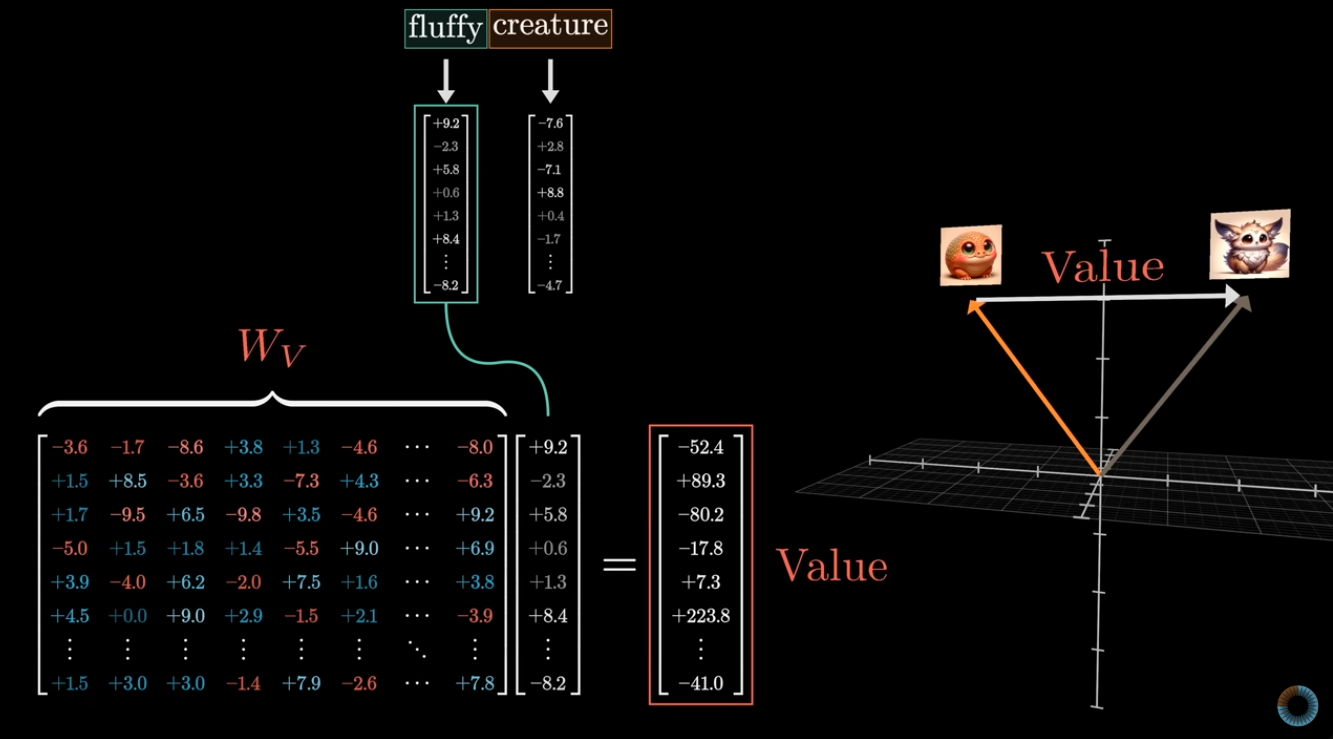 fluffy creature
+9.2 −7.6
−2.3 +2.8
+5.8 −7.1
+0.6 +8.8
+1.3 +0.4
+8.4 −1.7
⋮ ⋮
−8.2 −4.7
Value
W_V
−3.6 −1.7 −8.6 +3.8 +1.3 −4.6 ⋯ −8.0 +9.2 −52.4
+1.5 +8.5 −3.6 +3.3 −7.3 +4.3 ⋯ −6.3 −2.3 +89.3
+1.7 −9.5 +6.5 −9.8 +3.5 −4.6 ⋯ +9.2 +5.8 −80.2
−5.0 +1.5 +1.8 +1.4 −5.5 +9.0 ⋯ +6.9 +0.6 −17.8
= Value
+3.9 −4.0 +6.2 −2.0 +7.5 +1.6 ⋯ +3.8 +1.3 +7.3
+4.5 +0.0 +9.0 +2.9 −1.5 +2.1 ⋯ −3.9 +8.4 +223.8
⋮ ⋮ ⋮ ⋮ ⋮ ⋮ ⋱ ⋮ ⋮ ⋮
+1.5 +3.0 +3.0 −1.4 +7.9 −2.6 ⋯ +7.8 −8.2 −41.0